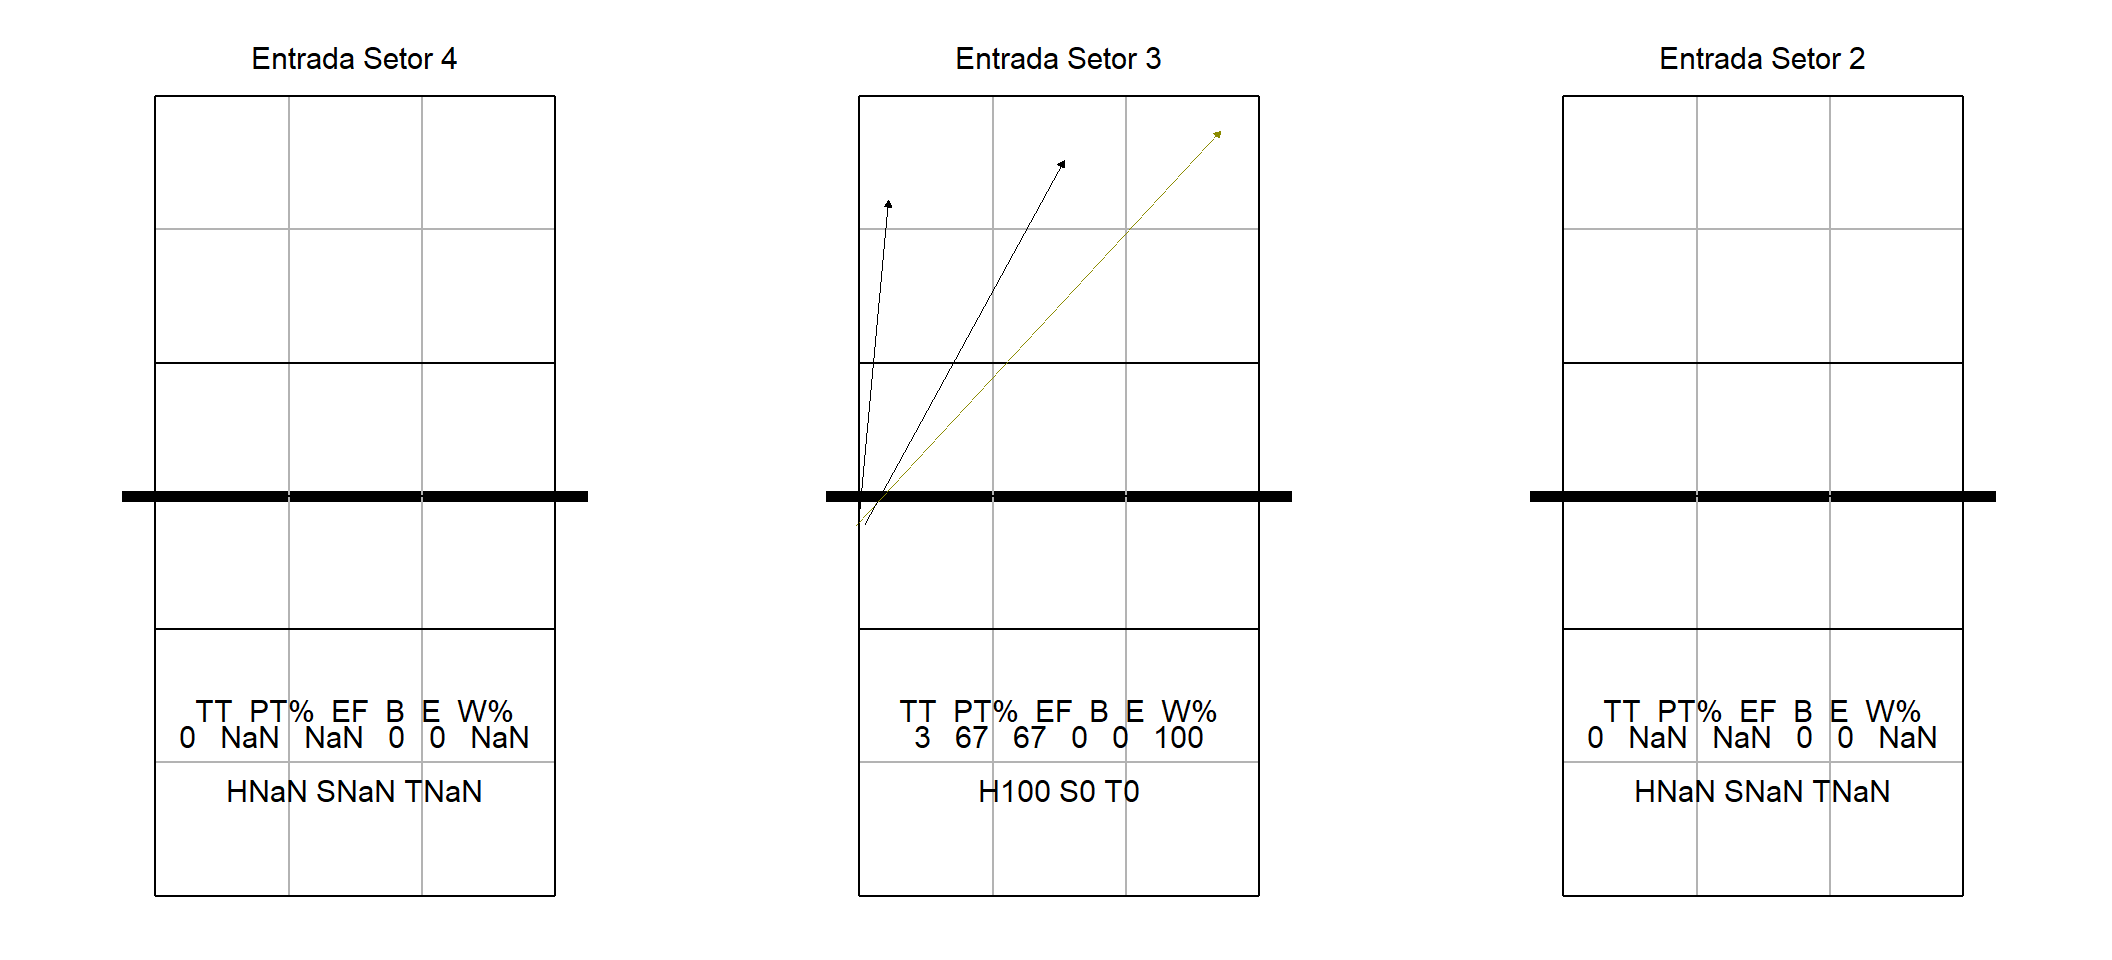 Entrada Setor 4
TT PT% EF B E W%
0 NaN NaN 0 0 NaN
HNaN SNaN TNaN
Entrada Setor 3
TT PT% EF B E W%
3 67 67 0 0 100
H100 S0 T0
Entrada Setor 2
TT PT% EF B E W%
0 NaN NaN 0 0 NaN
HNaN SNaN TNaN